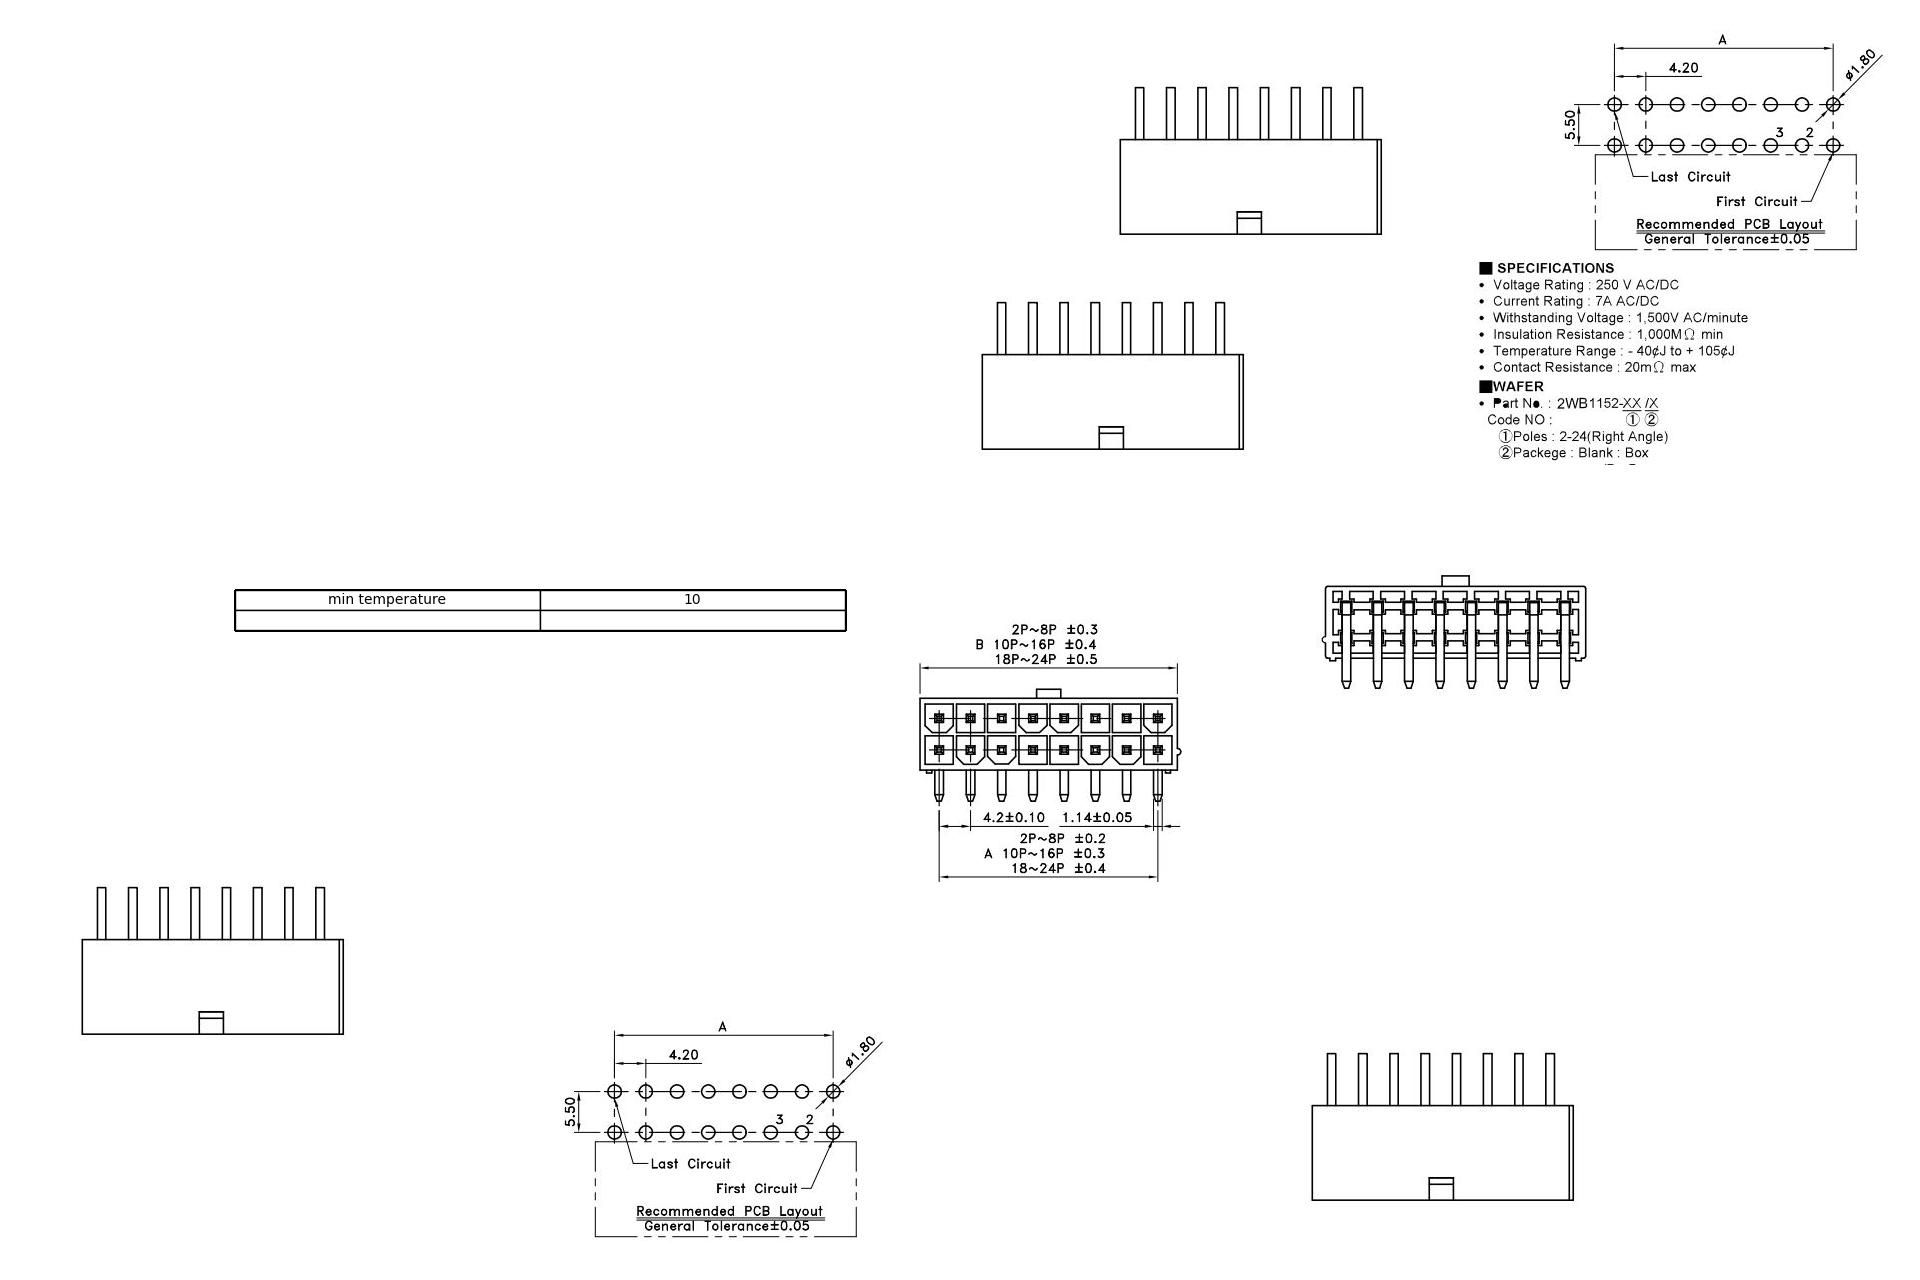 A
4.20
ø1.80
5.50
3 2
Last Circuit
First Circuit
Recommended PCB Layout
General Tolerance±0.05
■ SPECIFICATIONS
• Voltage Rating : 250 V AC/DC
• Current Rating : 7A AC/DC
• Withstanding Voltage : 1,500V AC/minute
• Insulation Resistance : 1,000MΩ min
• Temperature Range : - 40¢J to + 105¢J
• Contact Resistance : 20mΩ max
■WAFER
• Part No. : 2WB1152-XX /X
Code NO : ① ②
①Poles : 2-24(Right Angle)
②Packege : Blank : Box
min temperature 10
2P~8P ±0.3
B 10P~16P ±0.4
18P~24P ±0.5
4.2±0.10 1.14±0.05
2P~8P ±0.2
A 10P~16P ±0.3
18~24P ±0.4
A
4.20
ø1.80
5.50
3 2
Last Circuit
First Circuit
Recommended PCB Layout
General Tolerance±0.05